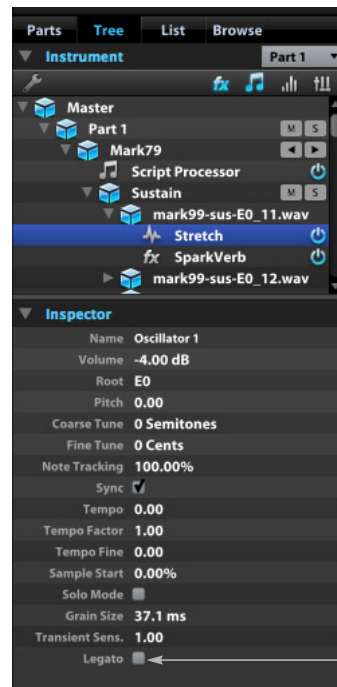 Parts Tree List Browse
Instrument Part 1
fx
Master
Part 1 M S
Mark79
Script Processor
Sustain M S
mark99-sus-E0_11.wav
Stretch
fx SparkVerb
mark99-sus-E0_12.wav
Inspector
Name Oscillator 1
Volume -4.00 dB
Root E0
Pitch 0.00
Coarse Tune 0 Semitones
Fine Tune 0 Cents
Note Tracking 100.00%
Sync
Tempo 0.00
Tempo Factor 1.00
Tempo Fine 0.00
Sample Start 0.00%
Solo Mode
Grain Size 37.1 ms
Transient Sens. 1.00
Legato